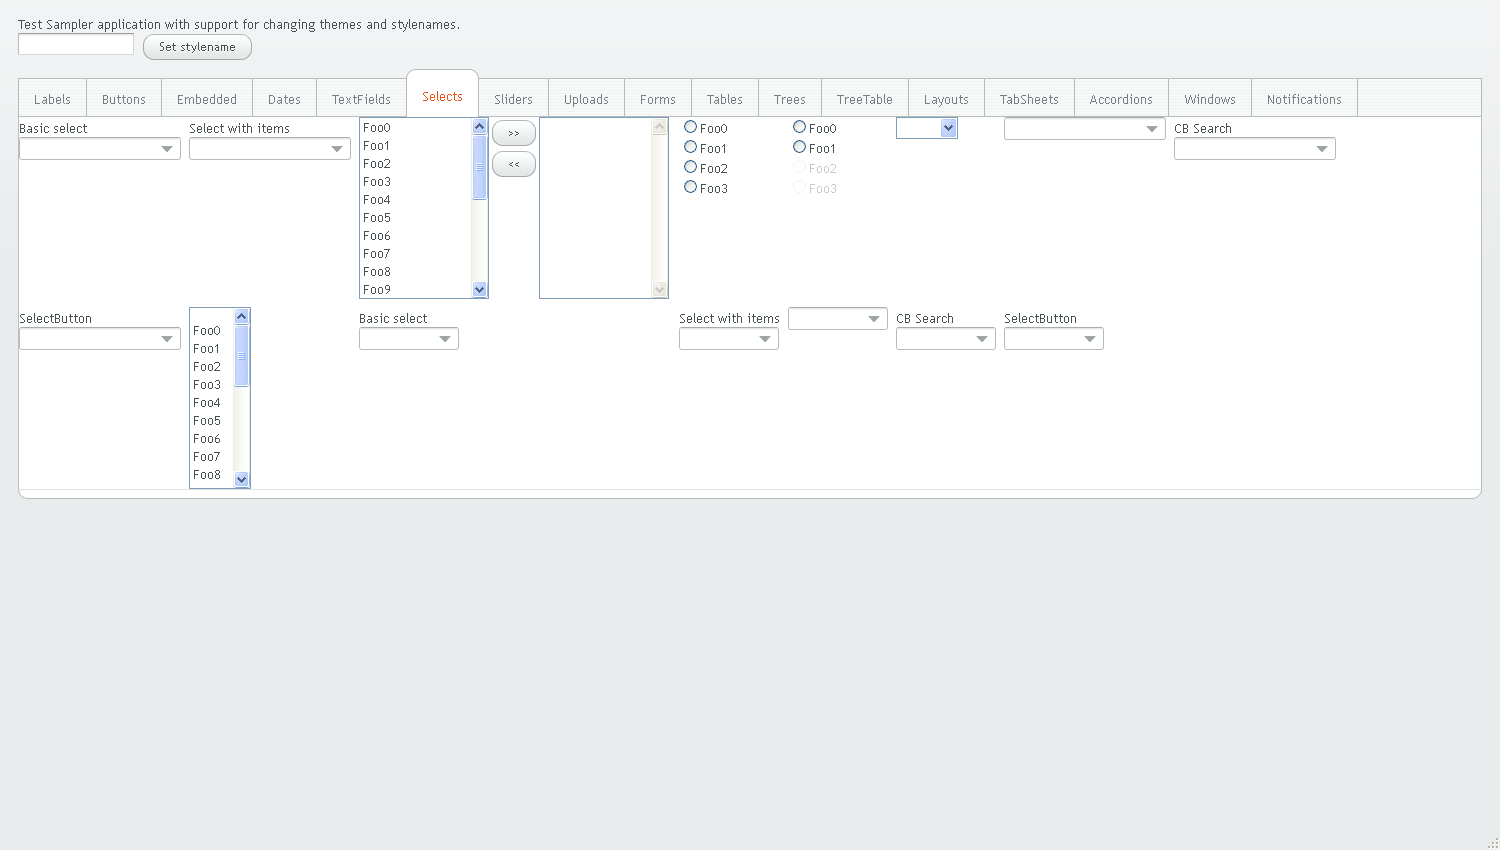 Test Sampler application with support for changing themes and stylenames.
Set stylename
Labels Buttons Embedded Dates TextFields Selects Sliders Uploads Forms Tables Trees TreeTable Layouts TabSheets Accordions Windows Notifications
Basic select
Select with items
Foo0
Foo1
Foo2
Foo3
Foo4
Foo5
Foo6
Foo7
Foo8
Foo9
>>
<<
Foo0
Foo1
Foo2
Foo3
Foo0
Foo1
Foo2
Foo3
CB Search
SelectButton
Foo0
Foo1
Foo2
Foo3
Foo4
Foo5
Foo6
Foo7
Foo8
Basic select
Select with items
CB Search
SelectButton